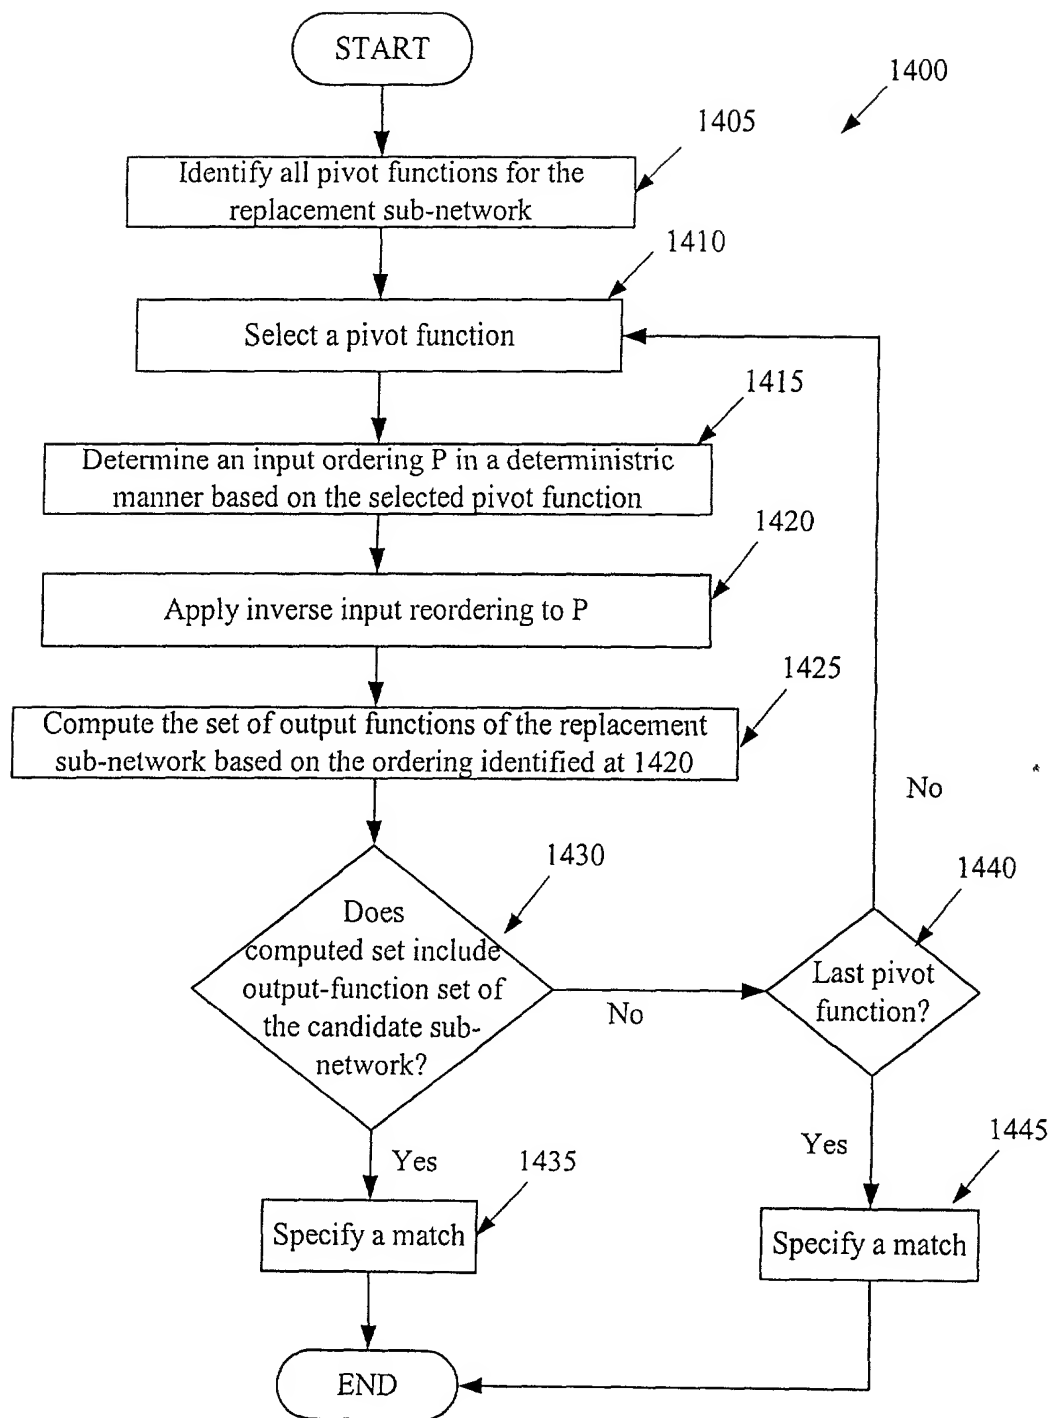 START
1400
1405
Identify all pivot functions for the
replacement sub-network
1410
Select a pivot function
1415
Determine an input ordering P in a deterministric
manner based on the selected pivot function
1420
Apply inverse input reordering to P
1425
Compute the set of output functions of the replacement
sub-network based on the ordering identified at 1420
No
1430
1440
Does
computed set include
output-function set of
the candidate sub-
network?
Last pivot
function?
No
Yes
1435
Yes
1445
Specify a match
Specify a match
END